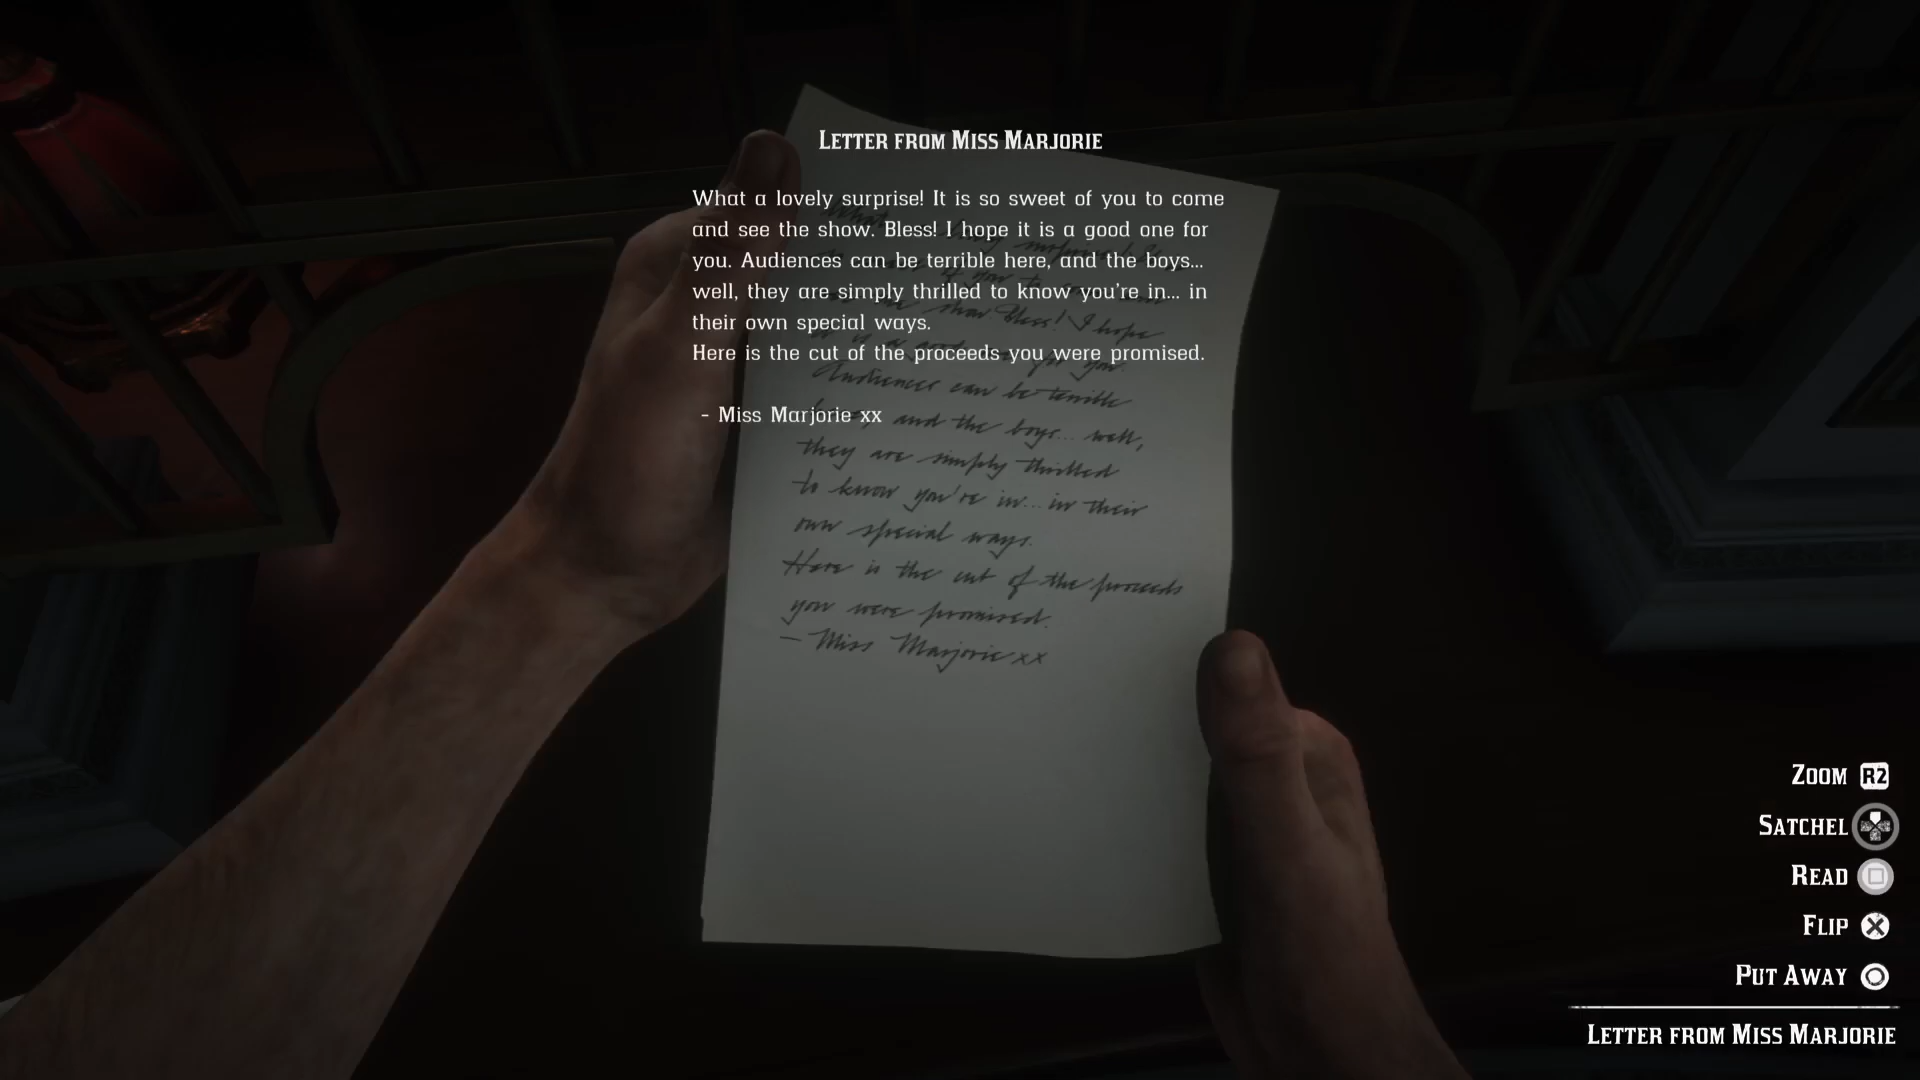 Letter from Miss Marjorie
What a lovely surprise! It is so sweet of you to come
and see the show. Bless! I hope it is a good one for
you. Audiences can be terrible here, and the boys...
well, they are simply thrilled to know you're in... in
their own special ways.
Here is the cut of the proceeds you were promised.
- Miss Marjorie xx
What
show Bless! I hope
Audiences can be terrible
and the boys... well,
they are simply thrilled
to know you're in... in their
own special ways.
Here is the cut of the proceeds
you were promised.
— Miss Marjorie xx
Zoom R2
Satchel
Read
Flip
Put Away
Letter from Miss Marjorie